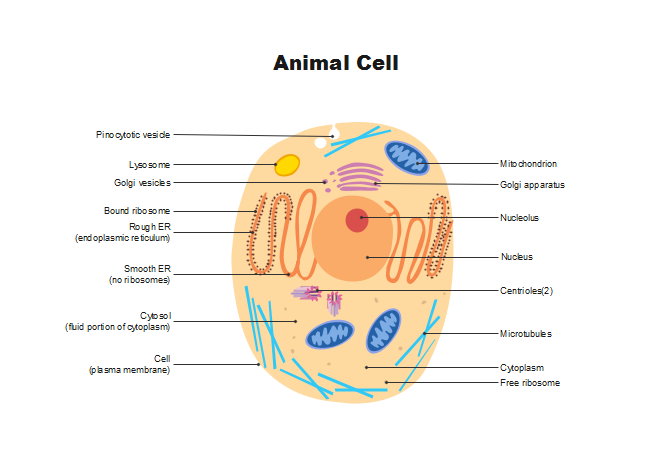 Animal Cell
Pinocytotic vesicle
Lysosome
Golgi vesicles
Bound ribosome
Rough ER
(endoplasmic reticulum)
Smooth ER
(no ribosomes)
Cytosol
(fluid portion of cytoplasm)
Cell
(plasma membrane)
Mitochondrion
Golgi apparatus
Nucleolus
Nucleus
Centrioles(2)
Microtubules
Cytoplasm
Free ribosome